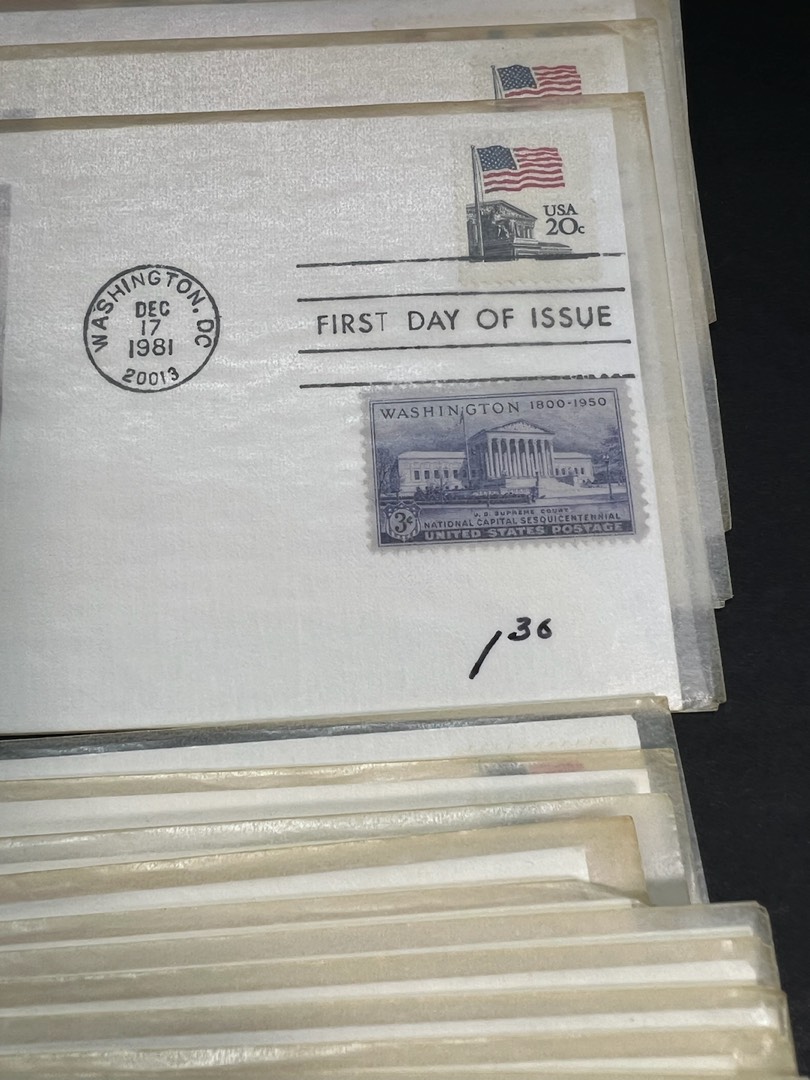 USA
20c
WASHINGTON, DC
DEC
17
1981
20013
FIRST DAY OF ISSUE
WASHINGTON 1800-1950
U.S. SUPREME COURT
3¢
NATIONAL CAPITAL SESQUICENTENNIAL
UNITED STATES POSTAGE
1 36